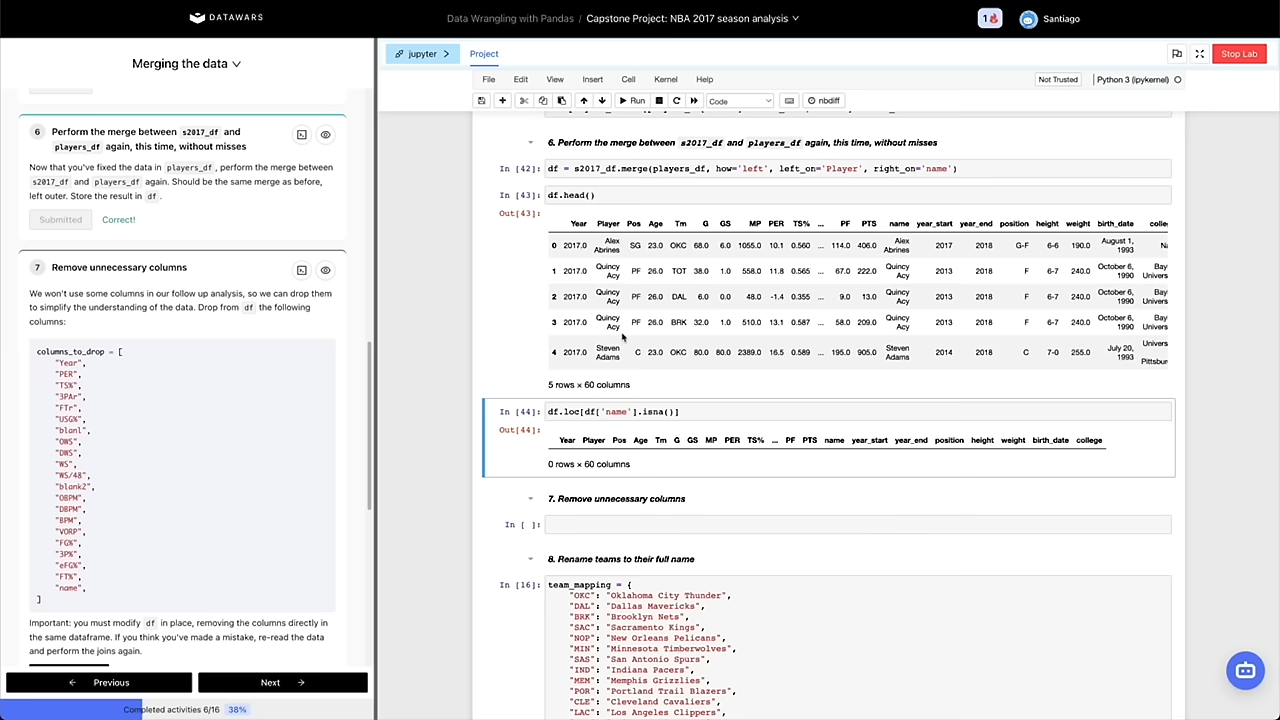 DATAWARS
Data Wrangling with Pandas / Capstone Project: NBA 2017 season analysis
1
Santiago
Merging the data
6 Perform the merge between s2017_df and
players_df again, this time, without misses
Now that you've fixed the data in players_df, perform the merge between
s2017_df and players_df again. Should be the same merge as before,
left outer. Store the result in df.
Submitted Correct!
7 Remove unnecessary columns
We won't use some columns in our follow up analysis, so we can drop them
to simplify the understanding of the data. Drop from df the following
columns:
columns_to_drop = [
"Year",
"PER",
"TS%",
"3PAr",
"FTr",
"USG%",
"blanl",
"OWS",
"DWS",
"WS",
"WS/48",
"blank2",
"OBPM",
"DBPM",
"BPM",
"VORP",
"FG%",
"3P%",
"eFG%",
"FT%",
"name",
]
Important: you must modify df in place, removing the columns directly in
the same dataframe. If you think you've made a mistake, re-read the data
and perform the joins again.
← Previous
Next →
Completed activities 6/16 38%
jupyter Project Stop Lab
File Edit View Insert Cell Kernel Help Not Trusted Python 3 (ipykernel)
Run Code nbdiff
6. Perform the merge between s2017_df and players_df again, this time, without misses
In [42]: df = s2017_df.merge(players_df, how='left', left_on='Player', right_on='name')
In [43]: df.head()
Out[43]:
Year Player Pos Age Tm G GS MP PER TS% ... PF PTS name year_start year_end position height weight birth_date colleg
0 2017.0 Alex Abrines SG 23.0 OKC 68.0 6.0 1055.0 10.1 0.560 ... 114.0 406.0 Alex Abrines 2017 2018 G-F 6-6 190.0 August 1, 1993 Na
1 2017.0 Quincy Acy PF 26.0 TOT 38.0 1.0 558.0 11.8 0.565 ... 67.0 222.0 Quincy Acy 2013 2018 F 6-7 240.0 October 6, 1990 Bay Univers
2 2017.0 Quincy Acy PF 26.0 DAL 6.0 0.0 48.0 -1.4 0.355 ... 9.0 13.0 Quincy Acy 2013 2018 F 6-7 240.0 October 6, 1990 Bay Univers
3 2017.0 Quincy Acy PF 26.0 BRK 32.0 1.0 510.0 13.1 0.587 ... 58.0 209.0 Quincy Acy 2013 2018 F 6-7 240.0 October 6, 1990 Bay Univers
4 2017.0 Steven Adams C 23.0 OKC 80.0 80.0 2389.0 16.5 0.589 ... 195.0 905.0 Steven Adams 2014 2018 C 7-0 255.0 July 20, 1993 Univers Pittsbur
5 rows × 60 columns
In [44]: df.loc[df['name'].isna()]
Out[44]:
Year Player Pos Age Tm G GS MP PER TS% ... PF PTS name year_start year_end position height weight birth_date college
0 rows × 60 columns
7. Remove unnecessary columns
In [ ]:
8. Rename teams to their full name
In [16]: team_mapping = {
"OKC": "Oklahoma City Thunder",
"DAL": "Dallas Mavericks",
"BRK": "Brooklyn Nets",
"SAC": "Sacramento Kings",
"NOP": "New Orleans Pelicans",
"MIN": "Minnesota Timberwolves",
"SAS": "San Antonio Spurs",
"IND": "Indiana Pacers",
"MEM": "Memphis Grizzlies",
"POR": "Portland Trail Blazers",
"CLE": "Cleveland Cavaliers",
"LAC": "Los Angeles Clippers",